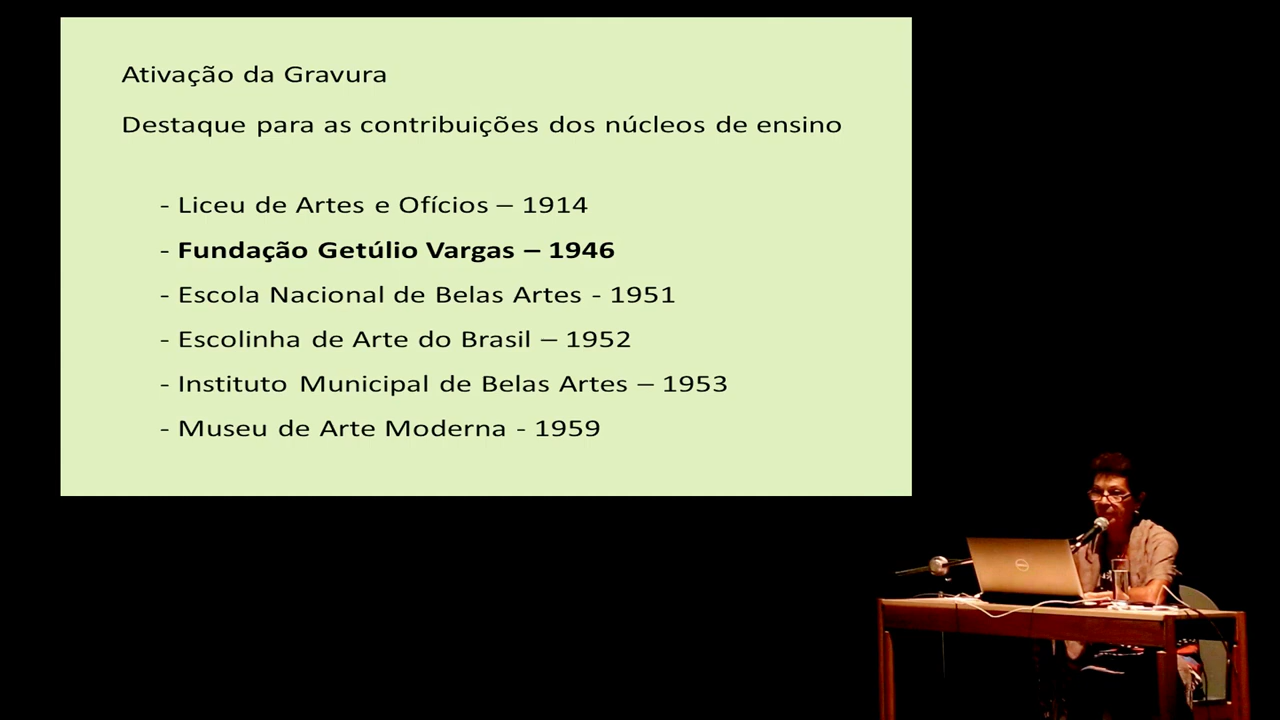 Ativação da Gravura
Destaque para as contribuições dos núcleos de ensino
- Liceu de Artes e Ofícios – 1914
- Fundação Getúlio Vargas – 1946
- Escola Nacional de Belas Artes - 1951
- Escolinha de Arte do Brasil – 1952
- Instituto Municipal de Belas Artes – 1953
- Museu de Arte Moderna - 1959